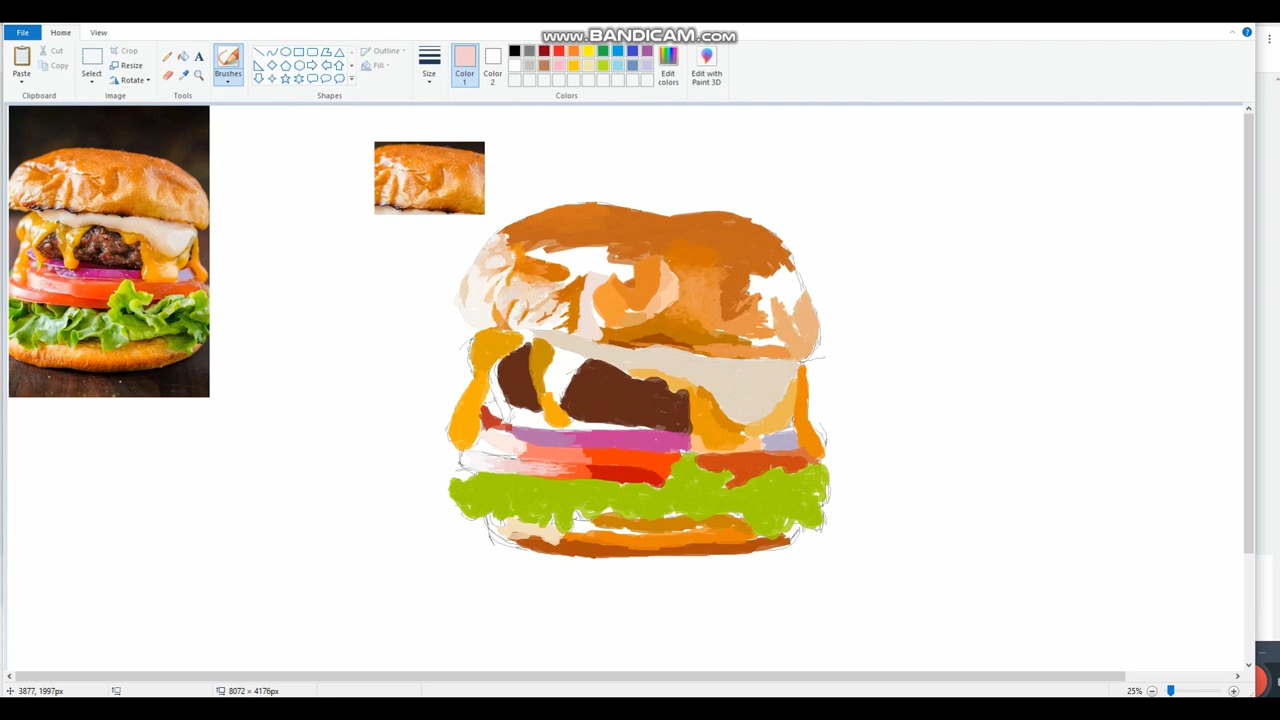 www.BANDICAM.com
File Home View
Paste
Cut
Copy
Select
Crop
Resize
Rotate
Brushes
Size
Outline
Fill
Color 1
Color 2
Edit colors
Edit with Paint 3D
Clipboard Image Tools Shapes Colors
3877, 1997px
8072 × 4176px
25%